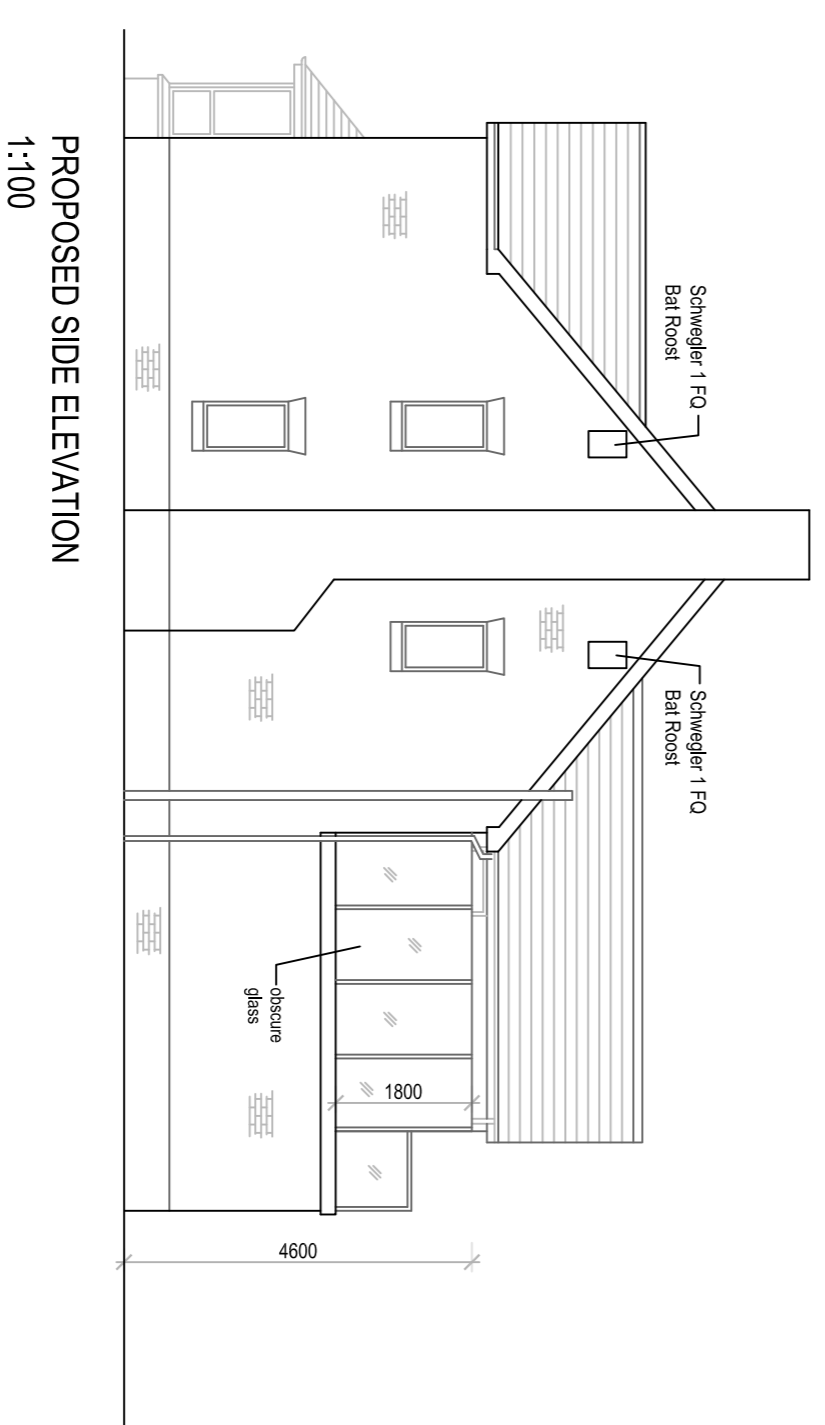 Schwegler 1 FQ
Bat Roost
Schwegler 1 FQ
Bat Roost
obscure
glass
1800
4600
PROPOSED SIDE ELEVATION
1:100